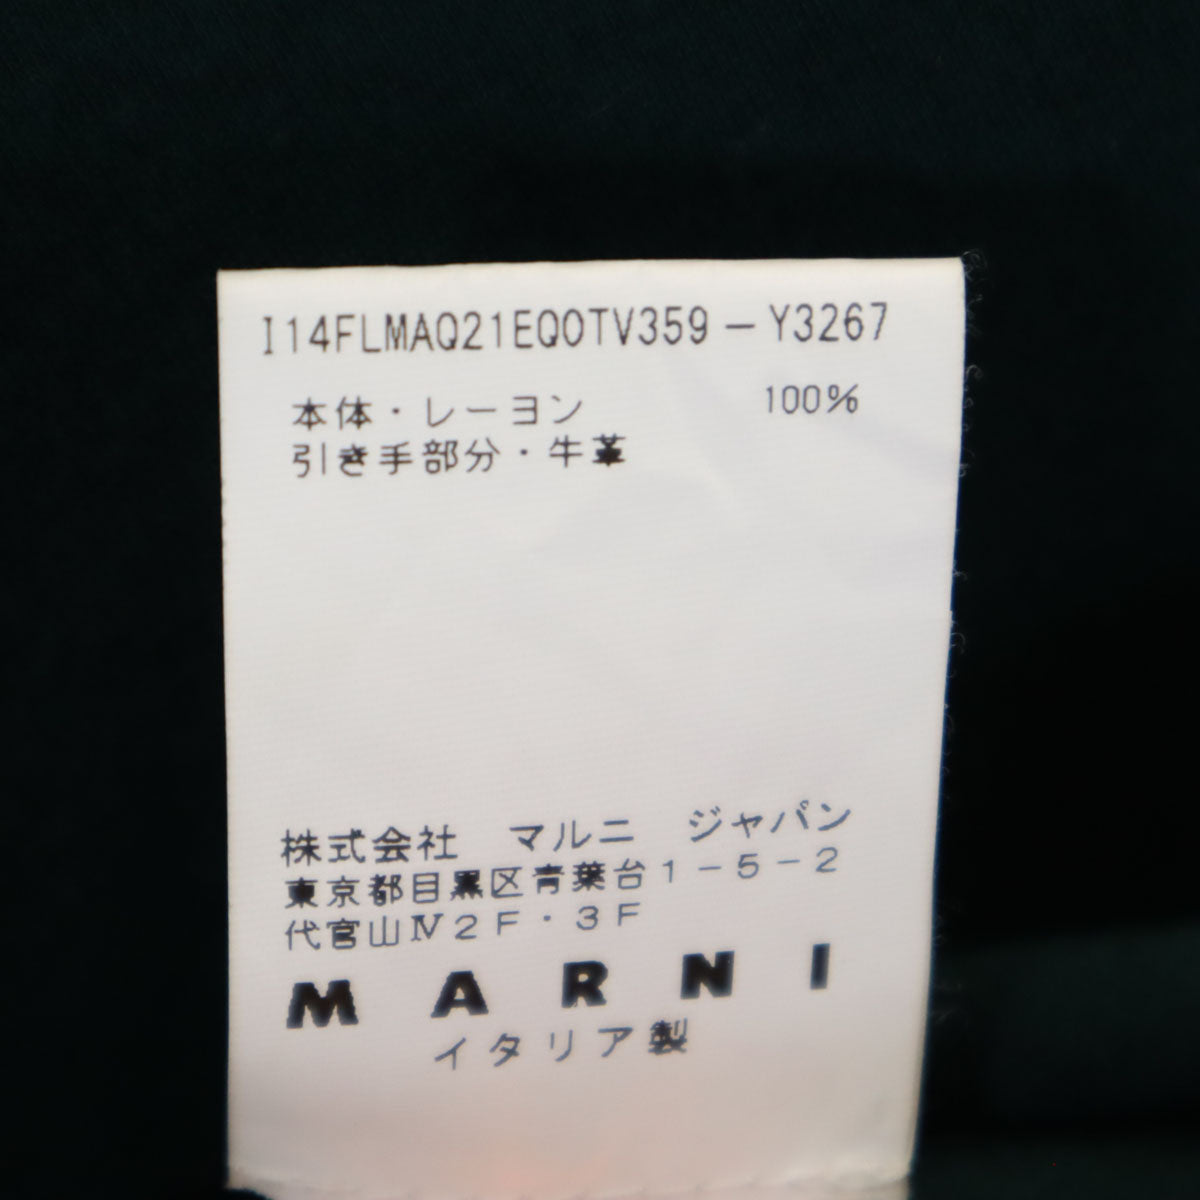 I14FLMAQ21EQ0TV359－Y3267
本体・レーヨン 100%
引き手部分・牛革
株式会社 マルニ ジャパン
東京都目黒区青葉台1－5－2
代官山Ⅳ2F・3F
MARNI
イタリア製